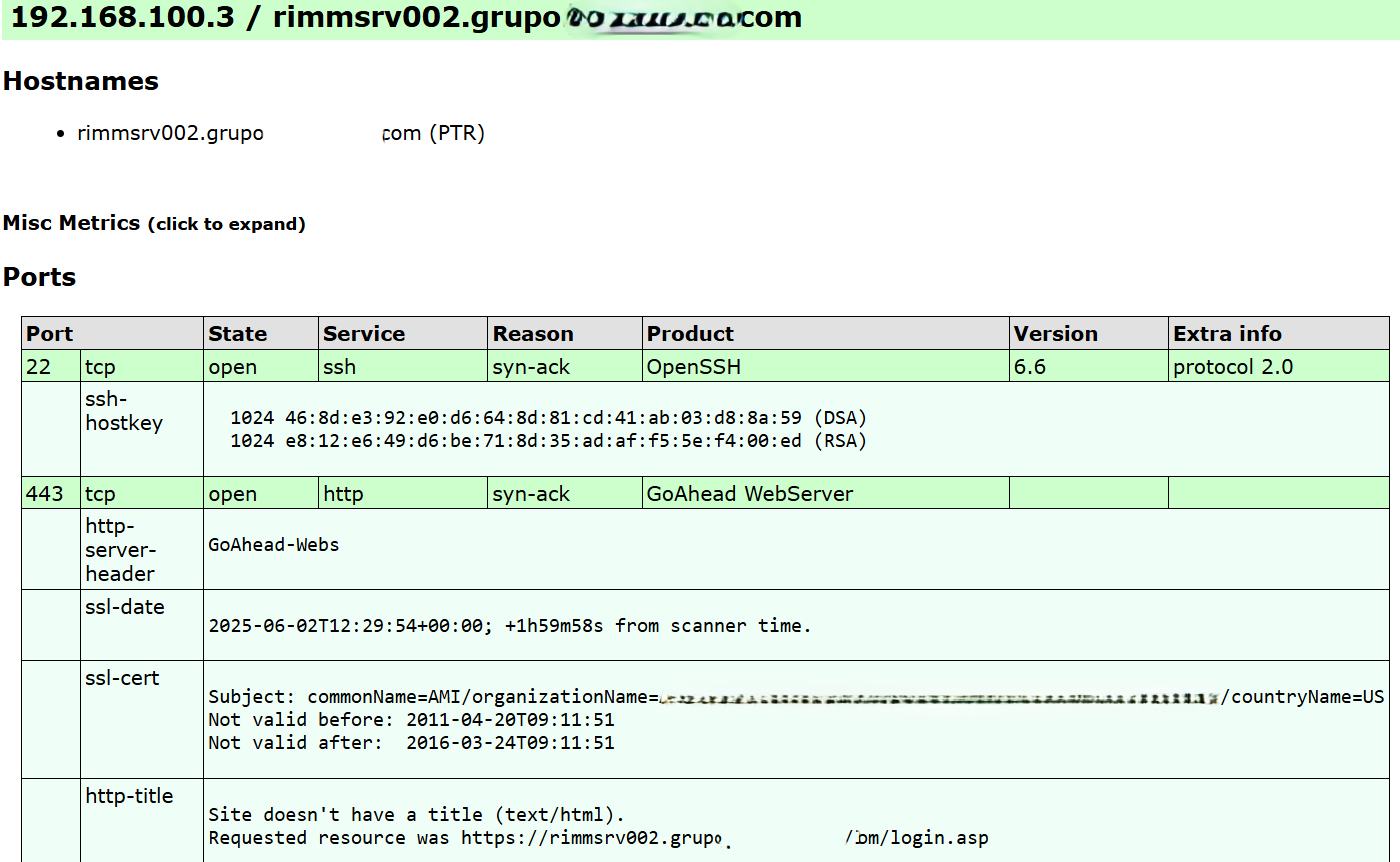 192.168.100.3 / rimmsrv002.grupo com
Hostnames
• rimmsrv002.grupo com (PTR)
Misc Metrics (click to expand)
Ports
Port State Service Reason Product Version Extra info
22 tcp open ssh syn-ack OpenSSH 6.6 protocol 2.0
ssh-
hostkey
1024 46:8d:e3:92:e0:d6:64:8d:81:cd:41:ab:03:d8:8a:59 (DSA)
1024 e8:12:e6:49:d6:be:71:8d:35:ad:af:f5:5e:f4:00:ed (RSA)
443 tcp open http syn-ack GoAhead WebServer
http-
server-
header
GoAhead-Webs
ssl-date
2025-06-02T12:29:54+00:00; +1h59m58s from scanner time.
ssl-cert
Subject: commonName=AMI/organizationName= /countryName=US
Not valid before: 2011-04-20T09:11:51
Not valid after: 2016-03-24T09:11:51
http-title
Site doesn't have a title (text/html).
Requested resource was https://rimmsrv002.grupo /login.asp